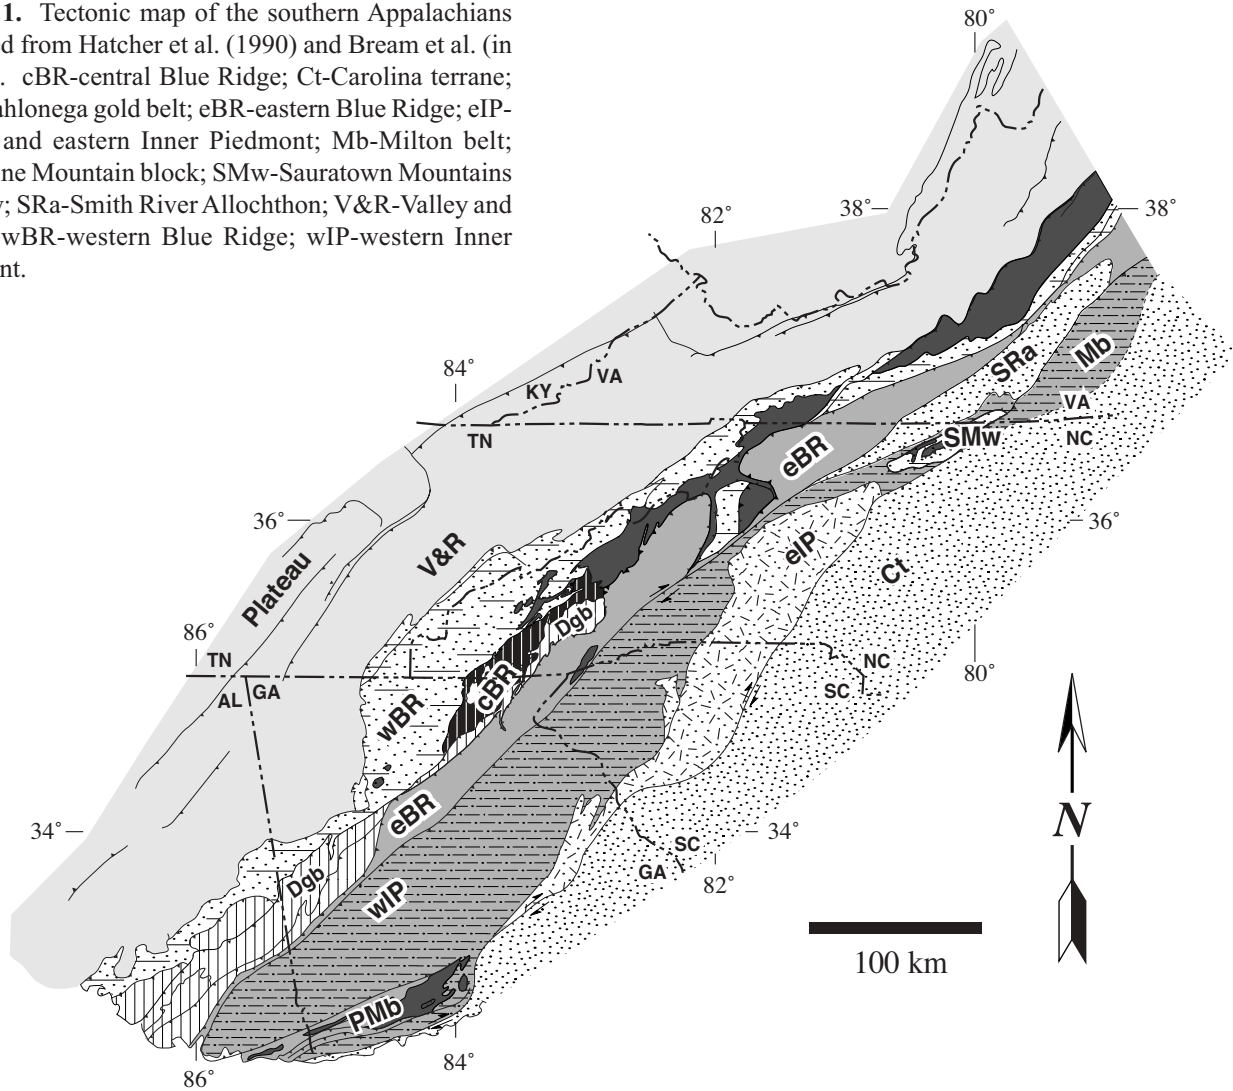 1. Tectonic map of the southern Appalachians
d from Hatcher et al. (1990) and Bream et al. (in
. cBR-central Blue Ridge; Ct-Carolina terrane;
ahlonega gold belt; eBR-eastern Blue Ridge; eIP-
and eastern Inner Piedmont; Mb-Milton belt;
ne Mountain block; SMw-Sauratown Mountains
; SRa-Smith River Allochthon; V&R-Valley and
wBR-western Blue Ridge; wIP-western Inner
nt.
80°
82°
38°
38°
84°
KY
VA
TN
SRa
Mb
VA
NC
SMw
eBR
36°
36°
V&R
Plateau
eIP
Ct
Dgb
86°
TN
AL
GA
cBR
wBR
NC
SC
80°
eBR
34°
34°
SC
GA
82°
N
Dgb
wIP
100 km
PMb
84°
86°